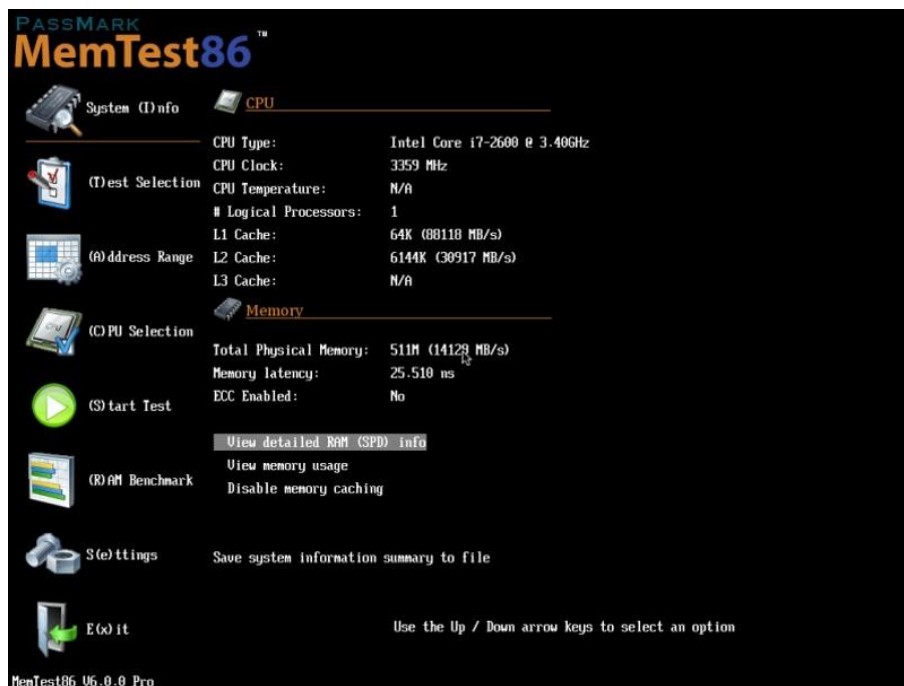 PASSMARK
MemTest86™
System (I)nfo
(T)est Selection
(A)ddress Range
(C)PU Selection
(S)tart Test
(R)AM Benchmark
S(e)ttings
E(x)it
CPU
CPU Type: Intel Core i7-2600 @ 3.40GHz
CPU Clock: 3359 MHz
CPU Temperature: N/A
# Logical Processors: 1
L1 Cache: 64K (88118 MB/s)
L2 Cache: 6144K (30917 MB/s)
L3 Cache: N/A
Memory
Total Physical Memory: 511M (14129 MB/s)
Memory latency: 25.510 ns
ECC Enabled: No
View detailed RAM (SPD) info
View memory usage
Disable memory caching
Save system information summary to file
Use the Up / Down arrow keys to select an option
MemTest86 V6.0.0 Pro